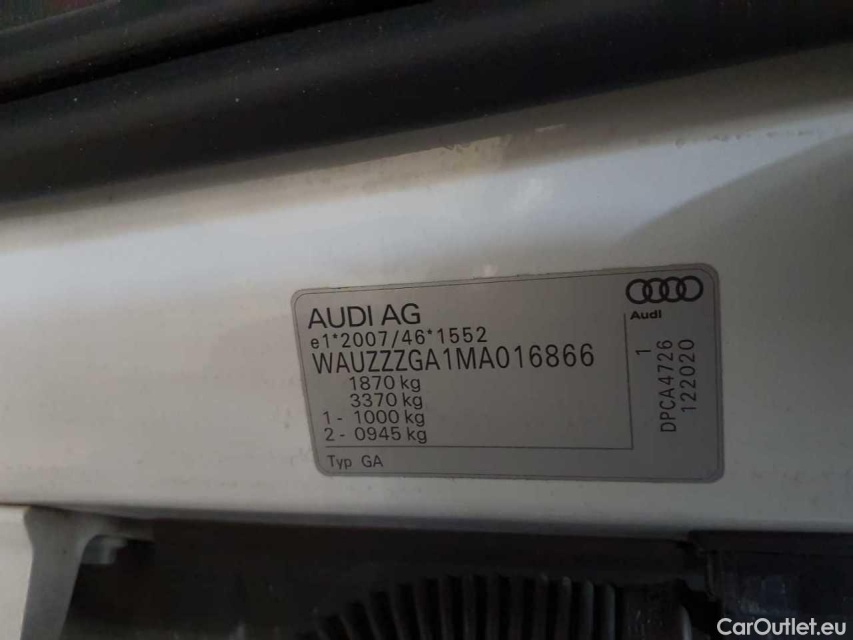 AUDI AG
e1*2007/46*1552
WAUZZZGA1MA016866
1870 kg
3370 kg
1 - 1000 kg
2 - 0945 kg
Typ GA
Audi
1
DPCA4726
122020
CarOutlet.eu